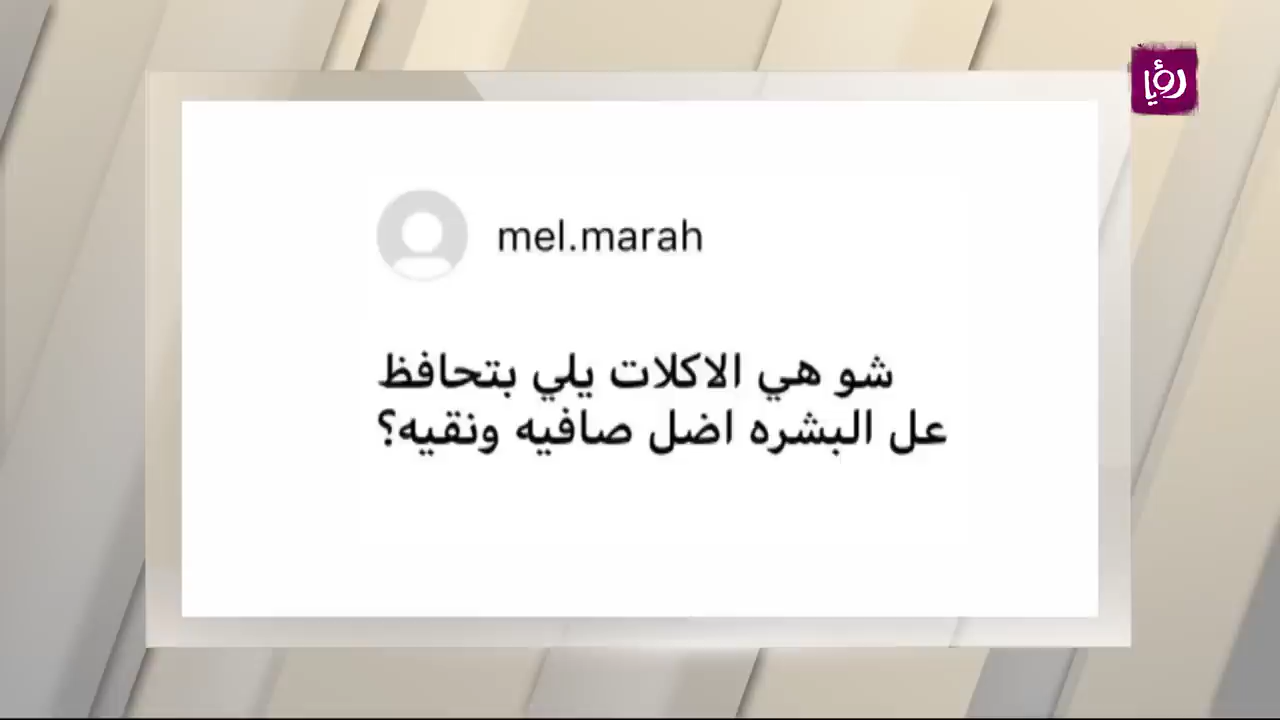 رؤيا
mel.marah
شو هي الاكلات يلي بتحافظ
عل البشره اضل صافيه ونقيه؟